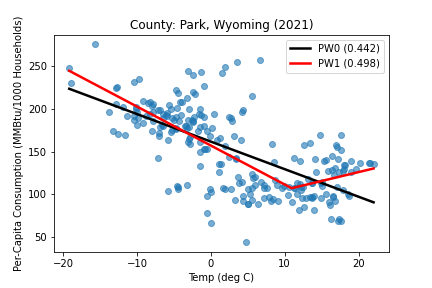 County: Park, Wyoming (2021)
PW0 (0.442)
PW1 (0.498)
Per-Capita Consumption (MMBtu/1000 Households)
250
200
150
100
50
−20
−10
0
10
20
Temp (deg C)